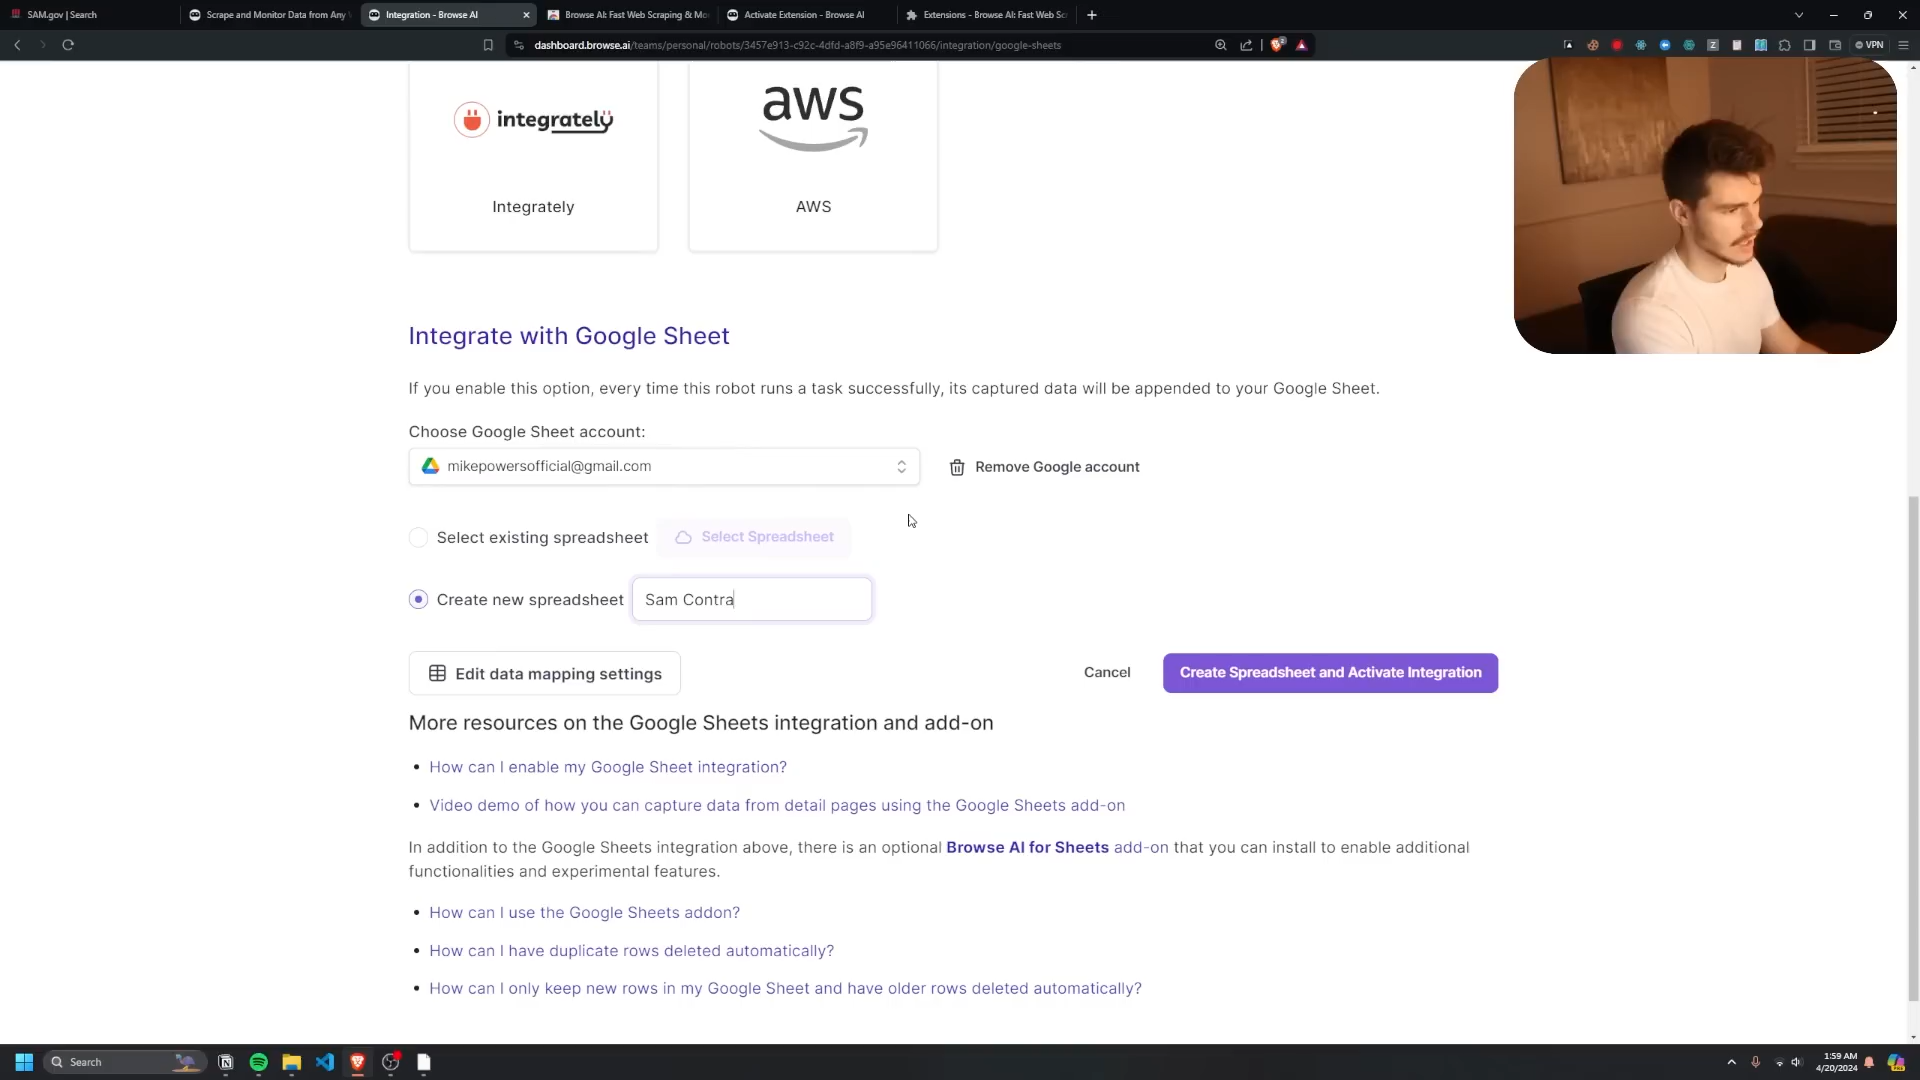 SAM.gov | Search
Scrape and Monitor Data from Any
Integration - Browse AI
Browse AI: Fast Web Scraping & Mo
Activate Extension - Browse AI
Extensions - Browse AI: Fast Web Sc
dashboard.browse.ai/teams/personal/robots/3457e913-c92c-4dfd-a8f9-a95e96411066/integration/google-sheets
VPN
integrately
aws
Integrately
AWS
Integrate with Google Sheet
If you enable this option, every time this robot runs a task successfully, its captured data will be appended to your Google Sheet.
Choose Google Sheet account:
mikepowersofficial@gmail.com
Remove Google account
Select existing spreadsheet
Select Spreadsheet
Create new spreadsheet
Sam Contra
Edit data mapping settings
Cancel
Create Spreadsheet and Activate Integration
More resources on the Google Sheets integration and add-on
• How can I enable my Google Sheet integration?
• Video demo of how you can capture data from detail pages using the Google Sheets add-on
In addition to the Google Sheets integration above, there is an optional Browse AI for Sheets add-on that you can install to enable additional
functionalities and experimental features.
• How can I use the Google Sheets addon?
• How can I have duplicate rows deleted automatically?
• How can I only keep new rows in my Google Sheet and have older rows deleted automatically?
Search
1:59 AM
4/20/2024